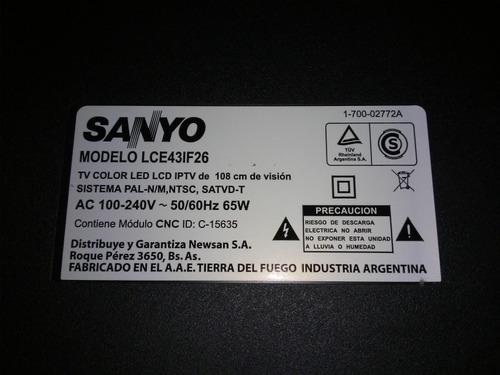 1-700-02772A
SANYO
MODELO LCE43IF26
TÜV
Rheinland
Argentina S.A.
S
TV COLOR LED LCD IPTV de 108 cm de visión
SISTEMA PAL-N/M,NTSC, SATVD-T
AC 100-240V ~ 50/60Hz 65W
Contiene Módulo CNC ID: C-15635
PRECAUCION
RIESGO DE DESCARGA
ELECTRICA NO ABRIR
NO EXPONER ESTA UNIDAD
A LLUVIA O HUMEDAD
Distribuye y Garantiza Newsan S.A.
Roque Pérez 3650, Bs. As.
FABRICADO EN EL A.A.E. TIERRA DEL FUEGO INDUSTRIA ARGENTINA